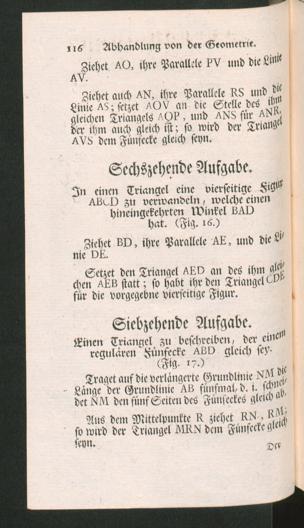 116 Abhandlung von der Geometrie.
Ziehet AO, ihre Parallele PV und die Linie
AV.
Ziehet auch AN, ihre Parallele RS und die
Linie AS; setzet AOV an die Stelle des ihm
gleichen Triangels AOP, und ANS für ANR,
der ihm auch gleich ist; so wird der Triangel
AVS dem Fünfecke gleich seyn.
Sechszehende Aufgabe.
In einen Triangel eine vierseitige Figur
ABCD zu verwandeln, welche einen
hineingekehrten Winkel BAD
hat. (Fig. 16.)
Ziehet BD, ihre Parallele AE, und die Li-
nie DE.
Setzet den Triangel AED an des ihm glei-
chen AEB statt; so habt ihr den Triangel CDE
für die vorgegebne vierseitige Figur.
Siebzehende Aufgabe.
Einen Triangel zu beschreiben, der einem
regulären Fünfecke ABD gleich sey.
(Fig. 17.)
Traget auf die verlängerte Grundlinie NM die
Länge der Grundlinie AB fünfmal, d. i. schnei-
det NM den fünf Seiten des Fünfeckes gleich ab.
Aus dem Mittelpunkte R ziehet RN, RM;
so wird der Triangel MRN dem Fünfecke gleich
seyn.
Der